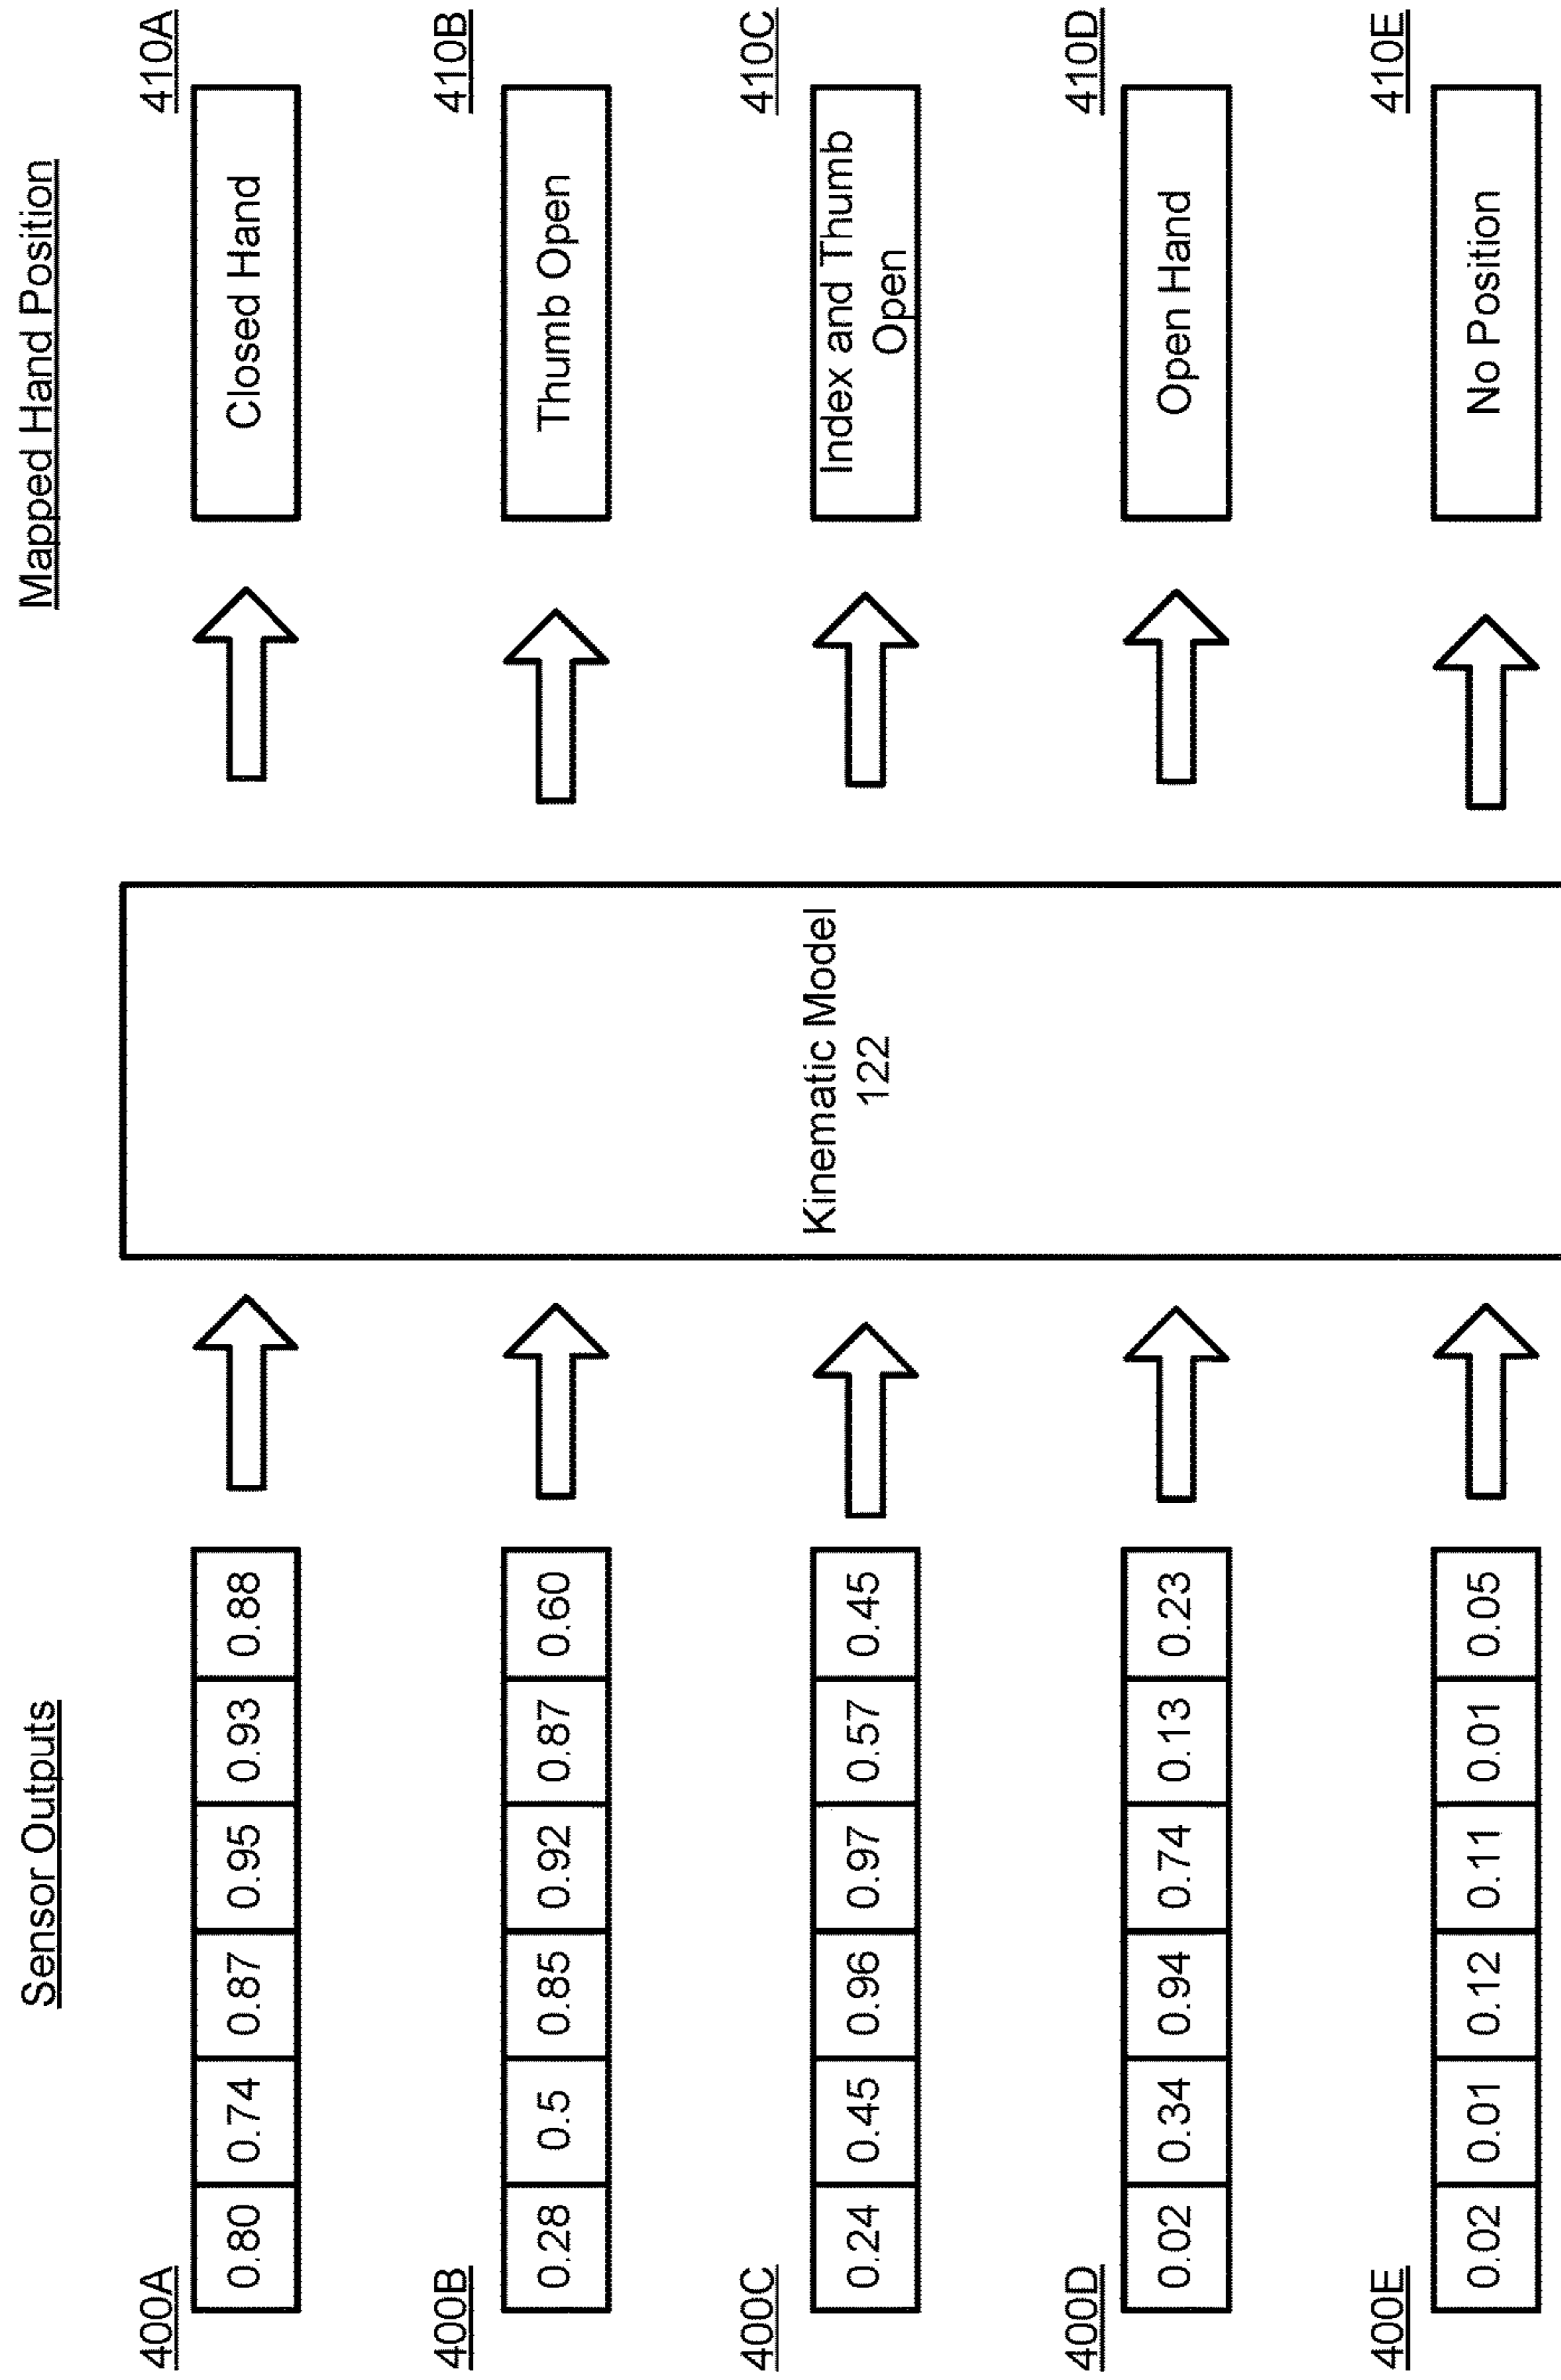 Sensor Outputs
Mapped Hand Position
400A
0.80 0.74 0.87 0.95 0.93 0.88
410A
Closed Hand
400B
0.28 0.5 0.85 0.92 0.87 0.60
410B
Thumb Open
400C
0.24 0.45 0.96 0.97 0.57 0.45
Kinematic Model
122
410C
Index and Thumb
Open
400D
0.02 0.34 0.94 0.74 0.13 0.23
410D
Open Hand
400E
0.02 0.01 0.12 0.11 0.01 0.05
410E
No Position